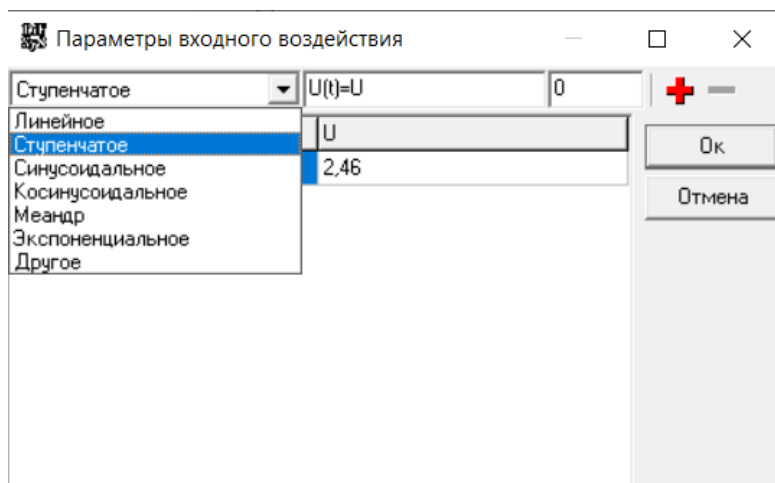 Параметры входного воздействия
Ступенчатое U(t)=U 0
Линейное
Ступенчатое
Синусоидальное
Косинусоидальное
Меандр
Экспоненциальное
Другое
U
2,46
Ок
Отмена